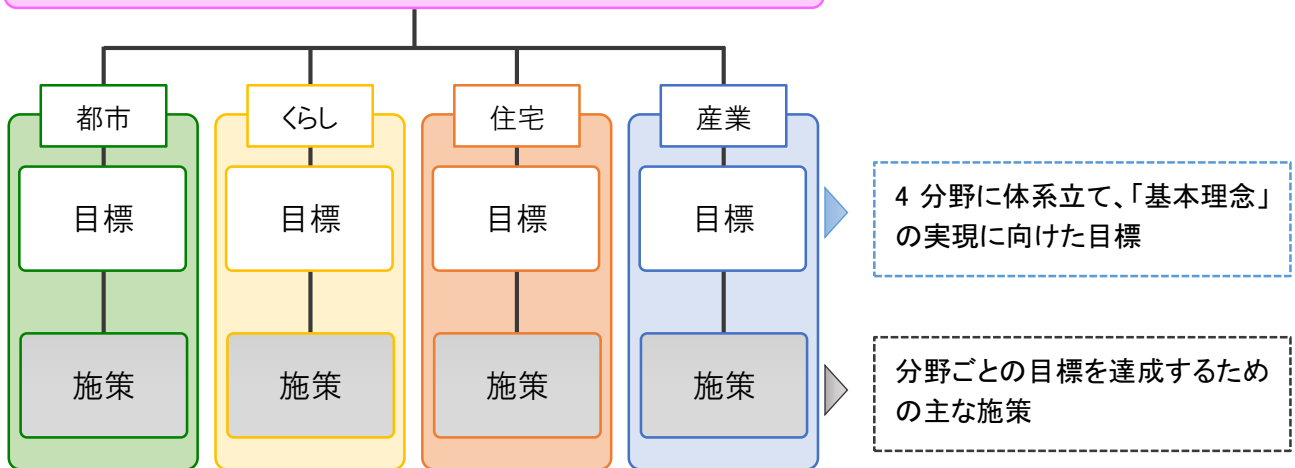 都市
くらし
住宅
産業
目標
目標
目標
目標
4 分野に体系立て、「基本理念」
の実現に向けた目標
施策
施策
施策
施策
分野ごとの目標を達成するため
の主な施策